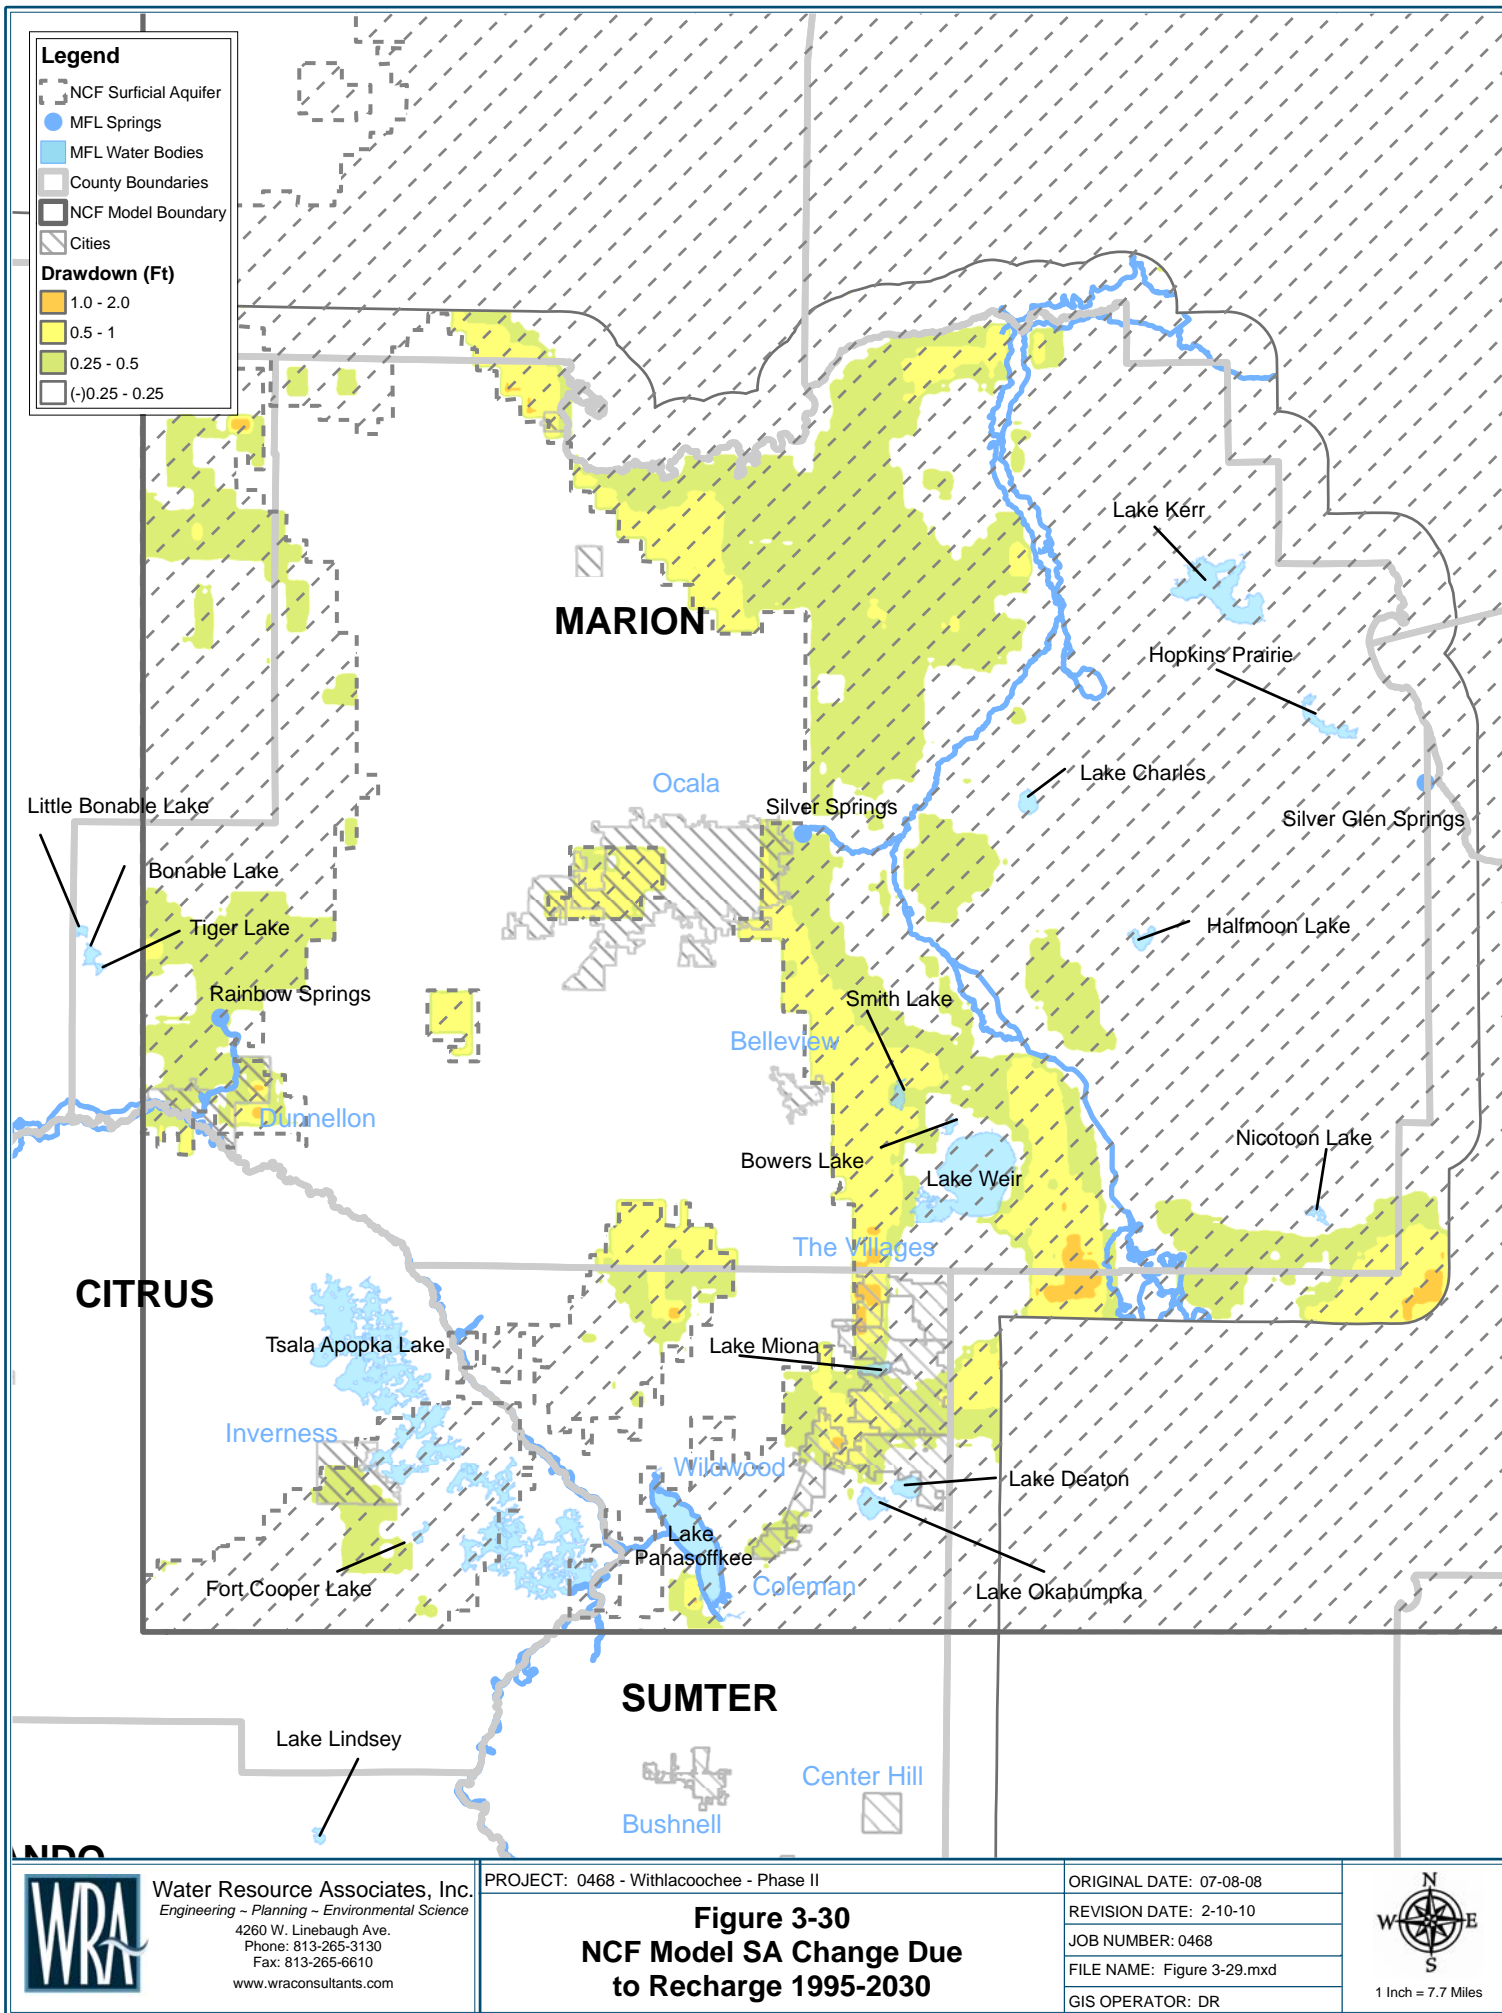 Legend
NCF Surficial Aquifer
MFL Springs
MFL Water Bodies
County Boundaries
NCF Model Boundary
Cities
Drawdown (Ft)
1.0 - 2.0
0.5 - 1
0.25 - 0.5
(-)0.25 - 0.25
Lake Kerr
MARION
Hopkins Prairie
Ocala
Lake Charles
Little Bonable Lake
Silver Springs
Silver Glen Springs
Bonable Lake
Tiger Lake
Halfmoon Lake
Rainbow Springs
Smith Lake
Belleview
Dunnellon
Nicotoon Lake
Bowers Lake
Lake Weir
The Villages
CITRUS
Tsala Apopka Lake
Lake Miona
Inverness
Wildwood
Lake Deaton
Lake
Panasoffkee
Fort Cooper Lake
Coleman
Lake Okahumpka
SUMTER
Lake Lindsey
Center Hill
Bushnell
ANDO
WRA
Water Resource Associates, Inc.
Engineering ~ Planning ~ Environmental Science
4260 W. Linebaugh Ave.
Phone: 813-265-3130
Fax: 813-265-6610
www.wraconsultants.com
PROJECT: 0468 - Withlacoochee - Phase II
Figure 3-30
NCF Model SA Change Due
to Recharge 1995-2030
ORIGINAL DATE: 07-08-08
REVISION DATE: 2-10-10
JOB NUMBER: 0468
FILE NAME: Figure 3-29.mxd
GIS OPERATOR: DR
N
W E
S
1 Inch = 7.7 Miles